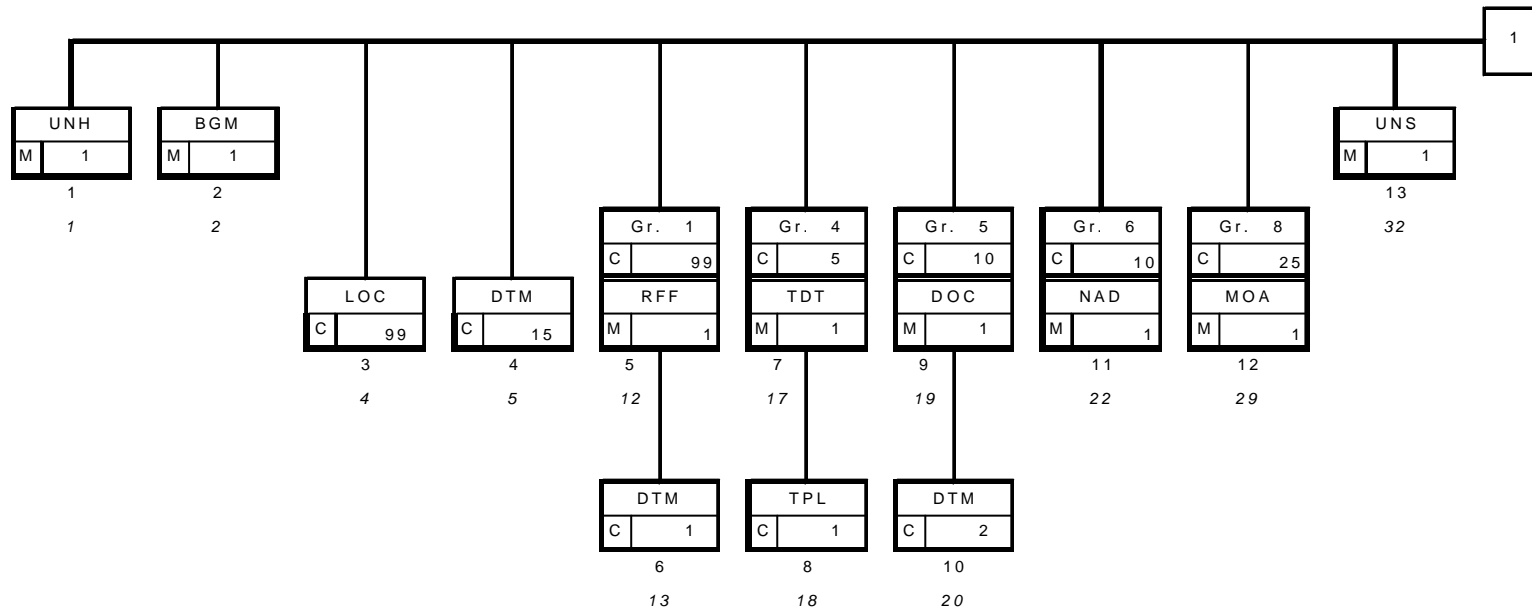 1
UNH
M 1
1
1
BGM
M 1
2
2
UNS
M 1
13
32
LOC
C 99
3
4
DTM
C 15
4
5
Gr. 1
C 99
RFF
M 1
5
12
Gr. 4
C 5
TDT
M 1
7
17
Gr. 5
C 10
DOC
M 1
9
19
Gr. 6
C 10
NAD
M 1
11
22
Gr. 8
C 25
MOA
M 1
12
29
DTM
C 1
6
13
TPL
C 1
8
18
DTM
C 2
10
20